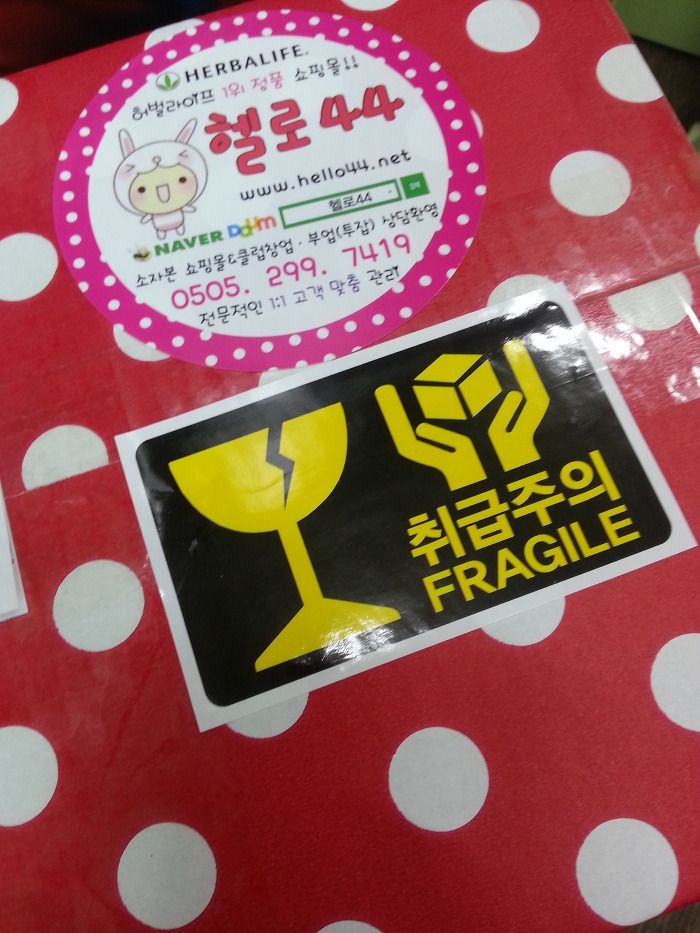 HERBALIFE.
허벌라이프 1위 정품 쇼핑몰!!
헬로44
www.hello44.net
NAVER Daum 헬로44
소자본 쇼핑몰&클럽창업 · 부업(투잡) 상담환영
0505. 299. 7419
전문적인 1:1 고객 맞춤 관리
취급주의
FRAGILE